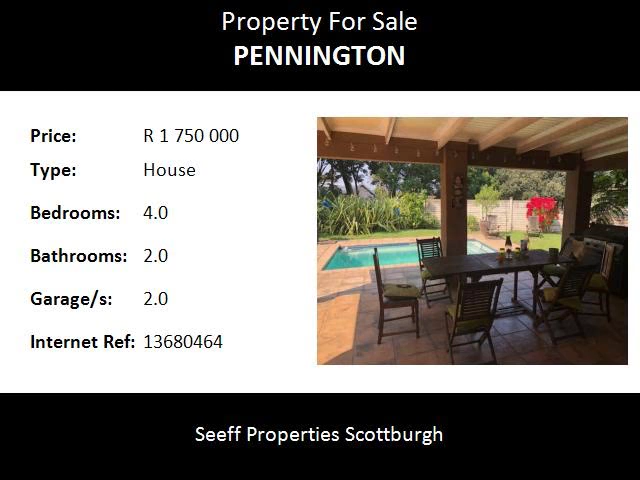 Property For Sale
PENNINGTON
Price: R 1 750 000
Type: House
Bedrooms: 4.0
Bathrooms: 2.0
Garage/s: 2.0
Internet Ref: 13680464
Seeff Properties Scottburgh